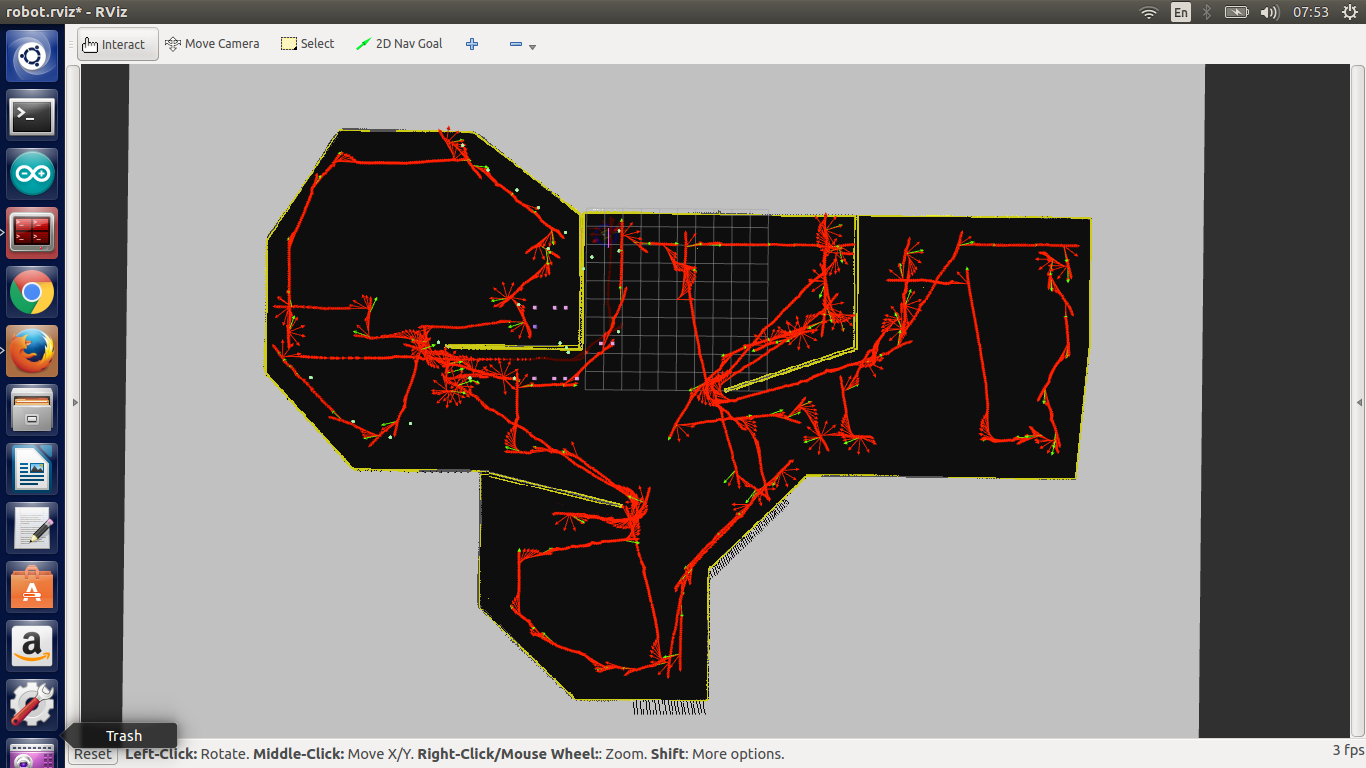 robot.rviz* - RViz
En
07:53
Interact
Move Camera
Select
2D Nav Goal
a
Trash
Reset
Left-Click: Rotate. Middle-Click: Move X/Y. Right-Click/Mouse Wheel:: Zoom. Shift: More options.
3 fps